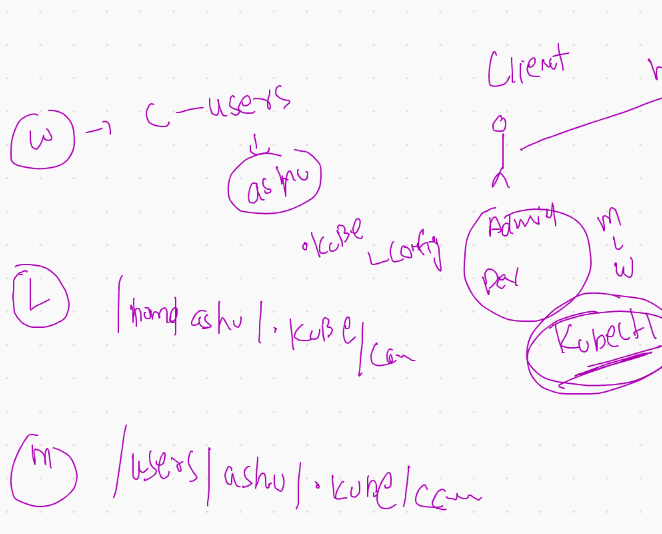 Client
W → C - users
ashu
.KUBE
Config
Admin
Dev
M
L
W
Kubectl
L
/home/ashu/.KUBE/con
M
/users/ashu/.kube/con